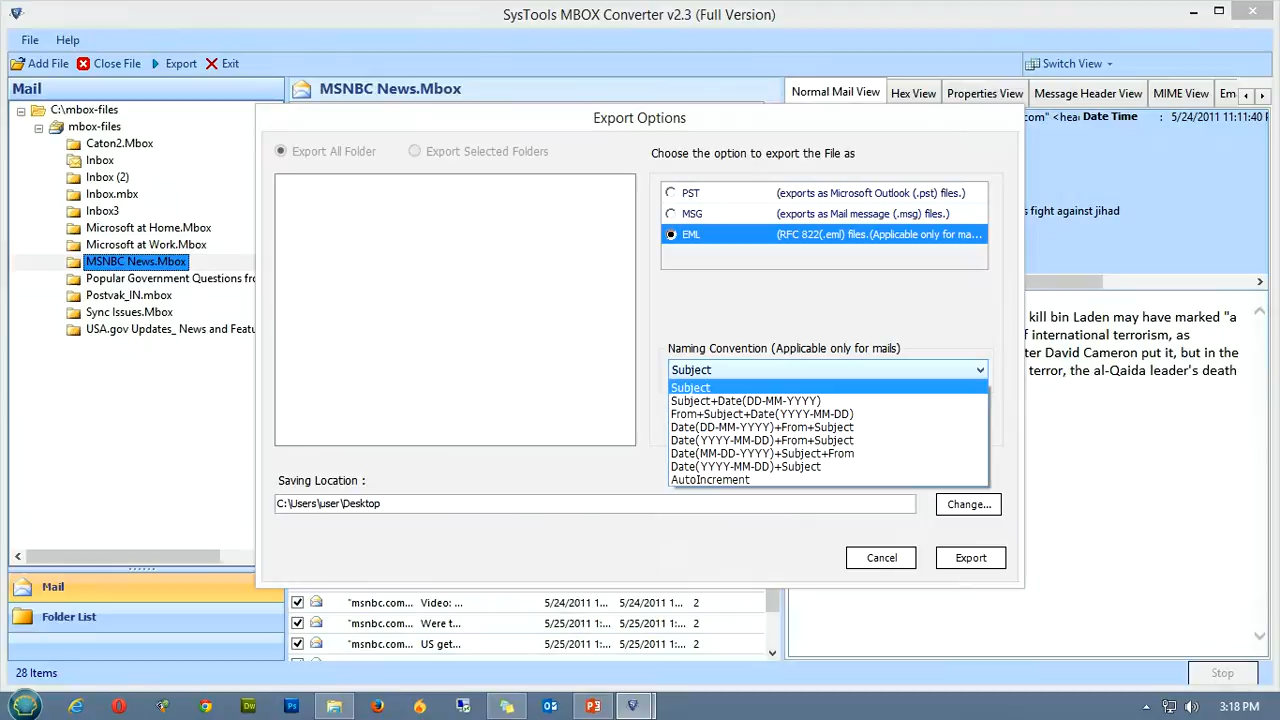 SysTools MBOX Converter v2.3 (Full Version)
File Help
Add File Close File Export Exit Switch View
Mail
MSNBC News.Mbox
Normal Mail View Hex View Properties View Message Header View MIME View Em
C:\mbox-files
mbox-files
Caton2.Mbox
Inbox
Inbox (2)
Inbox.mbx
Inbox3
Microsoft at Home.Mbox
Microsoft at Work.Mbox
MSNBC News.Mbox
Popular Government Questions fr
Postvak_IN.mbox
Sync Issues.Mbox
USA.gov Updates_ News and Featu
Export Options
Export All Folder Export Selected Folders
Choose the option to export the File as
PST (exports as Microsoft Outlook (.pst) files.)
MSG (exports as Mail message (.msg) files.)
EML (RFC 822(.eml) files.(Applicable only for ma...
Naming Convention (Applicable only for mails)
Subject
Subject
Subject+Date(DD-MM-YYYY)
From+Subject+Date(YYYY-MM-DD)
Date(DD-MM-YYYY)+From+Subject
Date(YYYY-MM-DD)+From+Subject
Date(MM-DD-YYYY)+Subject+From
Date(YYYY-MM-DD)+Subject
AutoIncrement
Saving Location :
C:\Users\user\Desktop
Change...
Cancel Export
com" <hea Date Time : 5/24/2011 11:11:40 P
s fight against jihad
kill bin Laden may have marked "a
f international terrorism, as
ter David Cameron put it, but in the
terror, the al-Qaida leader's death
Mail
Folder List
"msnbc.com... Video: ... 5/24/2011 1... 5/24/2011 1... 2
"msnbc.com... Were t... 5/25/2011 1... 5/25/2011 1... 2
"msnbc.com... US get... 5/25/2011 1... 5/25/2011 1... 2
28 Items
Stop
3:18 PM